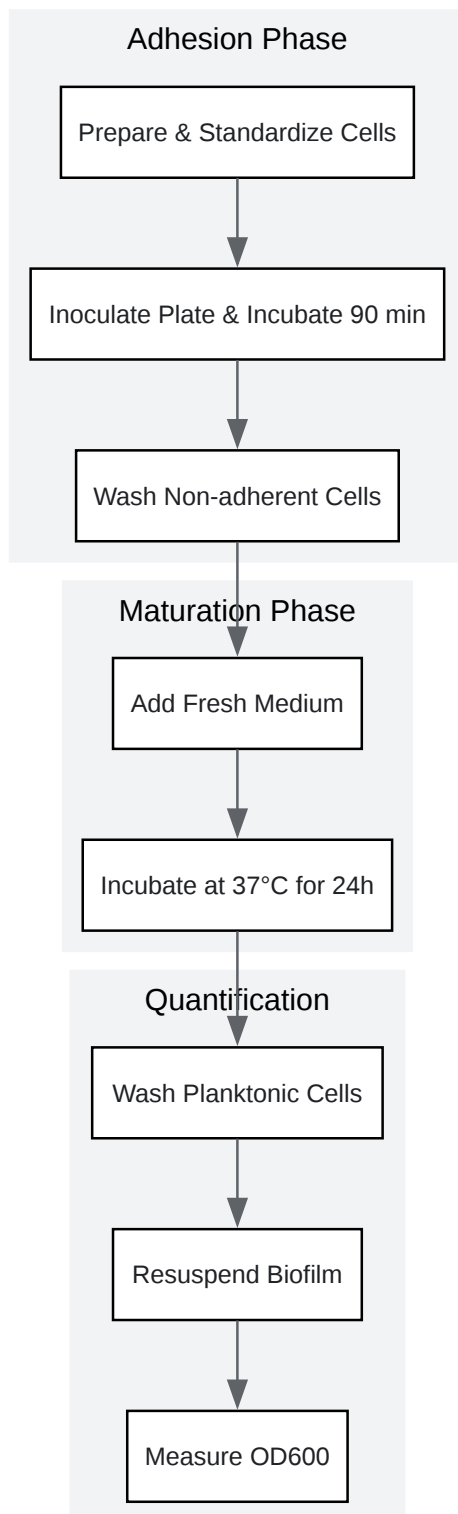 Adhesion Phase
Prepare & Standardize Cells
Inoculate Plate & Incubate 90 min
Wash Non-adherent Cells
Maturation Phase
Add Fresh Medium
Incubate at 37°C for 24h
Quantification
Wash Planktonic Cells
Resuspend Biofilm
Measure OD600